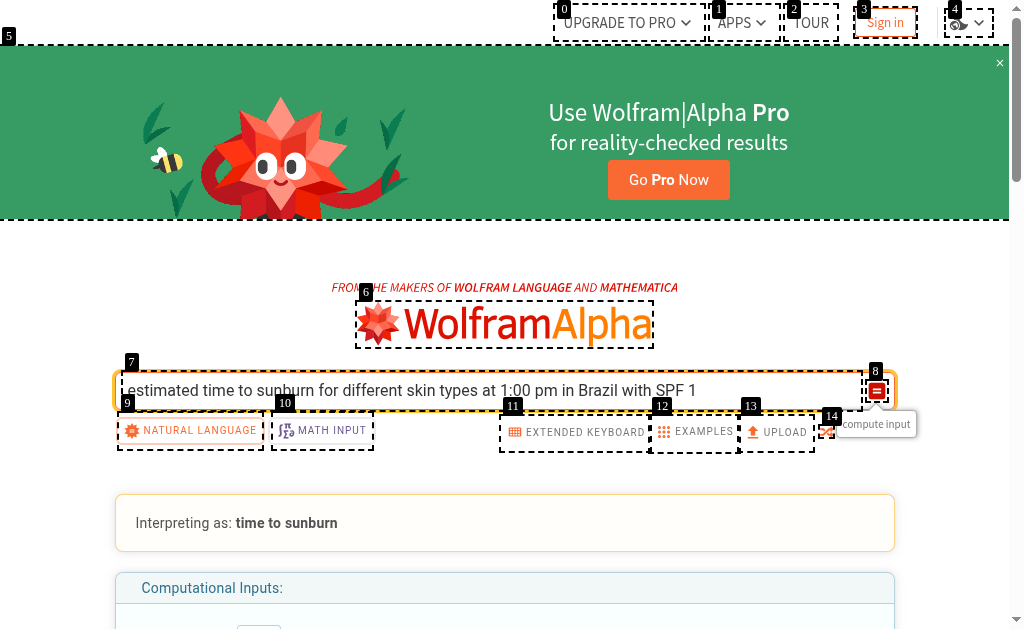 0
UPGRADE TO PRO
1
APPS
2
TOUR
3
Sign in
4
5
×
Use Wolfram|Alpha Pro
for reality-checked results
Go Pro Now
6
FROM THE MAKERS OF WOLFRAM LANGUAGE AND MATHEMATICA
WolframAlpha
7
8
estimated time to sunburn for different skin types at 1:00 pm in Brazil with SPF 1
=
9
NATURAL LANGUAGE
10
MATH INPUT
11
EXTENDED KEYBOARD
12
EXAMPLES
13
UPLOAD
14
compute input
Interpreting as: time to sunburn
Computational Inputs: